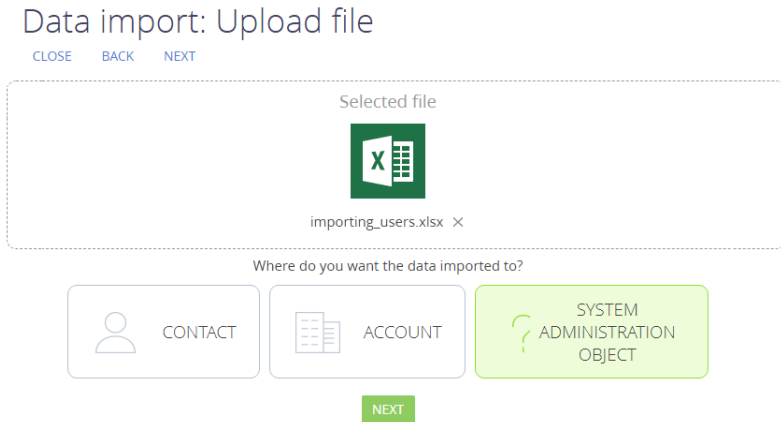 Data import: Upload file
CLOSE BACK NEXT
Selected file
X
importing_users.xlsx ×
Where do you want the data imported to?
CONTACT
ACCOUNT
SYSTEM
ADMINISTRATION
OBJECT
NEXT